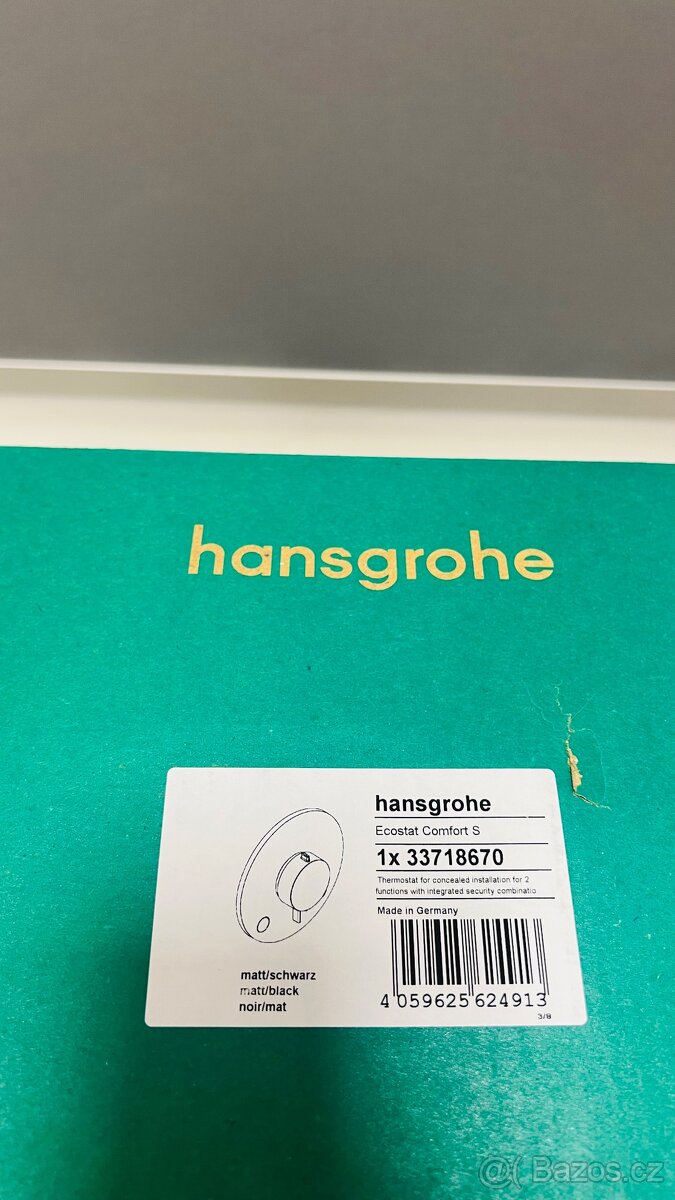 hansgrohe
hansgrohe
Ecostat Comfort S
1x 33718670
Thermostat for concealed installation for 2
functions with integrated security combinatio
Made in Germany
matt/schwarz
matt/black
noir/mat
4 059625 624913
3/8
Bazos.cz